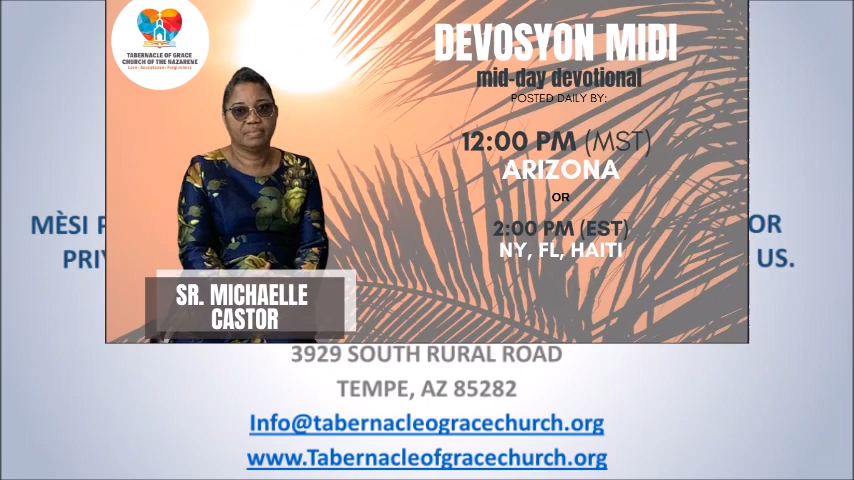 TABERNACLE OF GRACE
CHURCH OF THE NAZARENE
DEVOSYON MIDI
mid-day devotional
POSTED DAILY BY:
12:00 PM (MST)
ARIZONA
OR
2:00 PM (EST)
NY, FL, HAITI
SR. MICHAELLE
CASTOR
MÈSI
OR
US.
3929 SOUTH RURAL ROAD
TEMPE, AZ 85282
Info@tabernacleogracechurch.org
www.Tabernacleofgracechurch.org